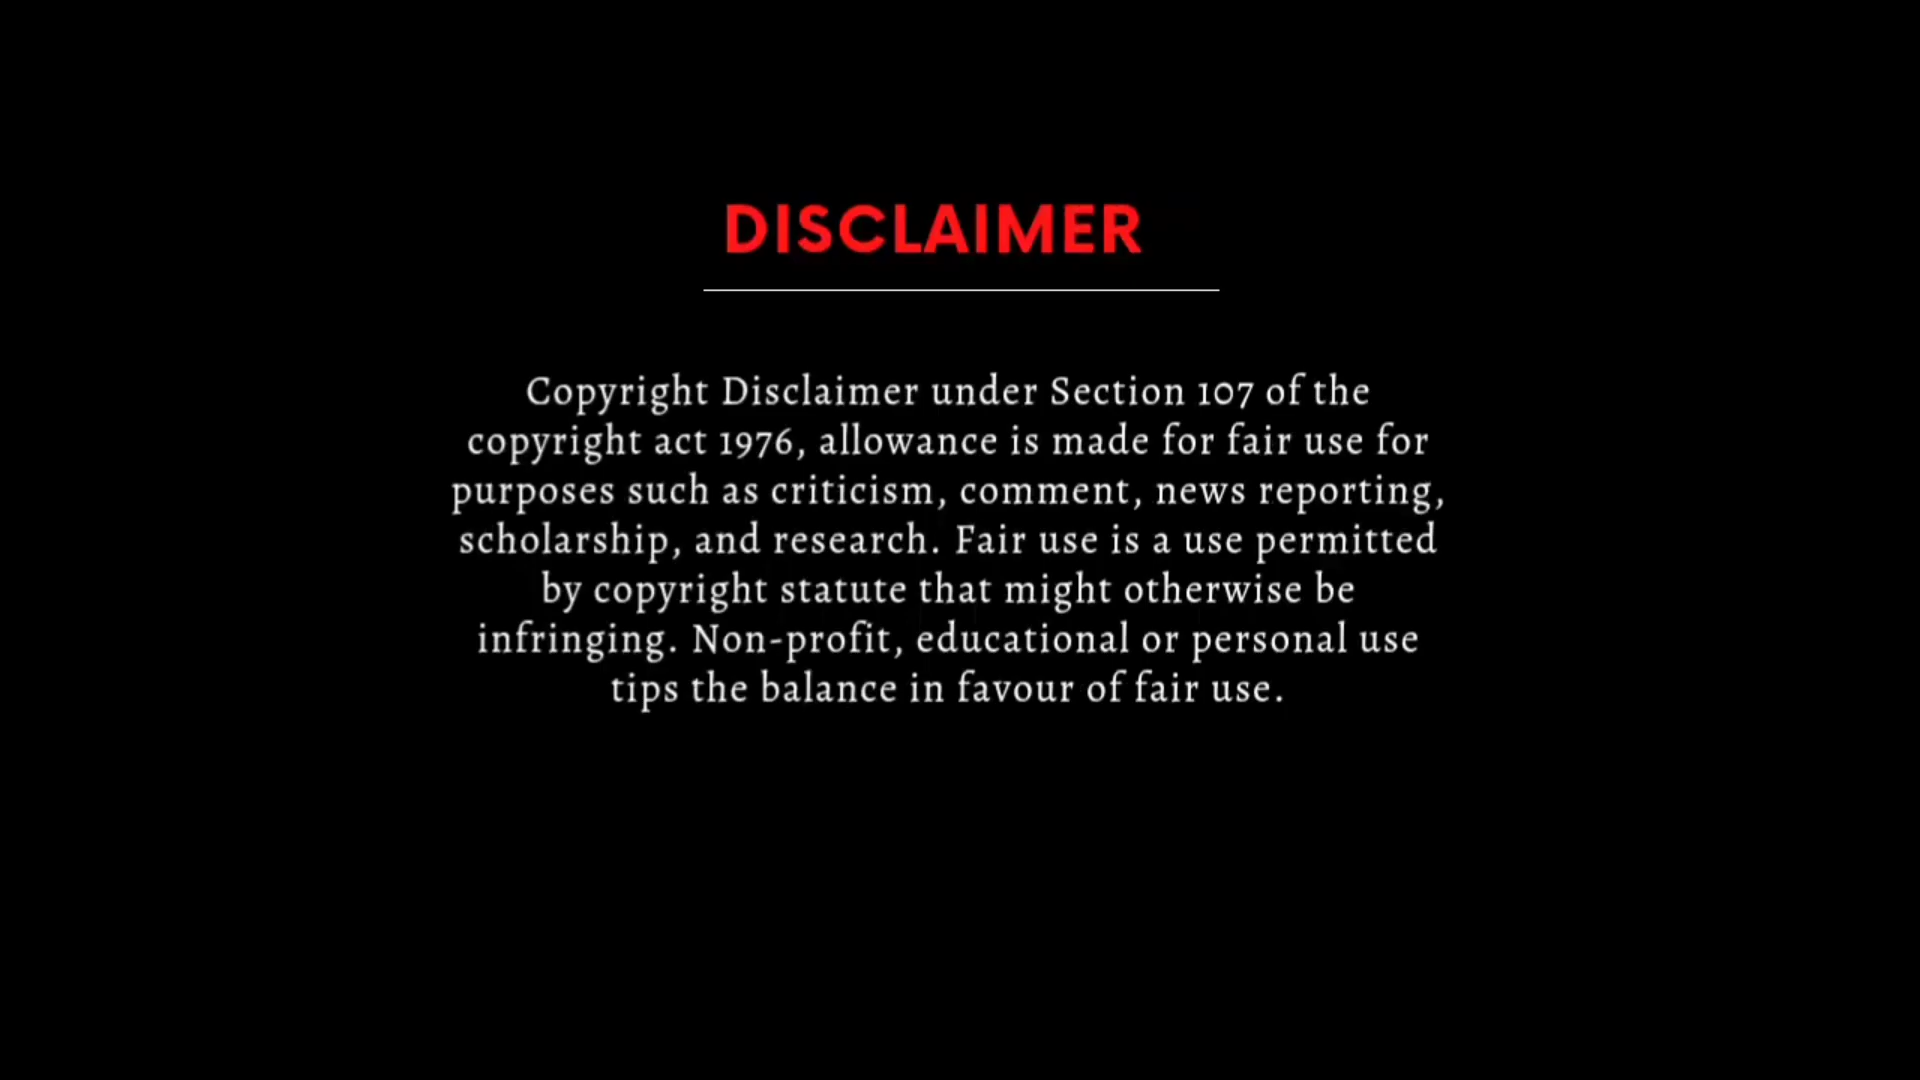 DISCLAIMER
Copyright Disclaimer under Section 107 of the
copyright act 1976, allowance is made for fair use for
purposes such as criticism, comment, news reporting,
scholarship, and research. Fair use is a use permitted
by copyright statute that might otherwise be
infringing. Non-profit, educational or personal use
tips the balance in favour of fair use.